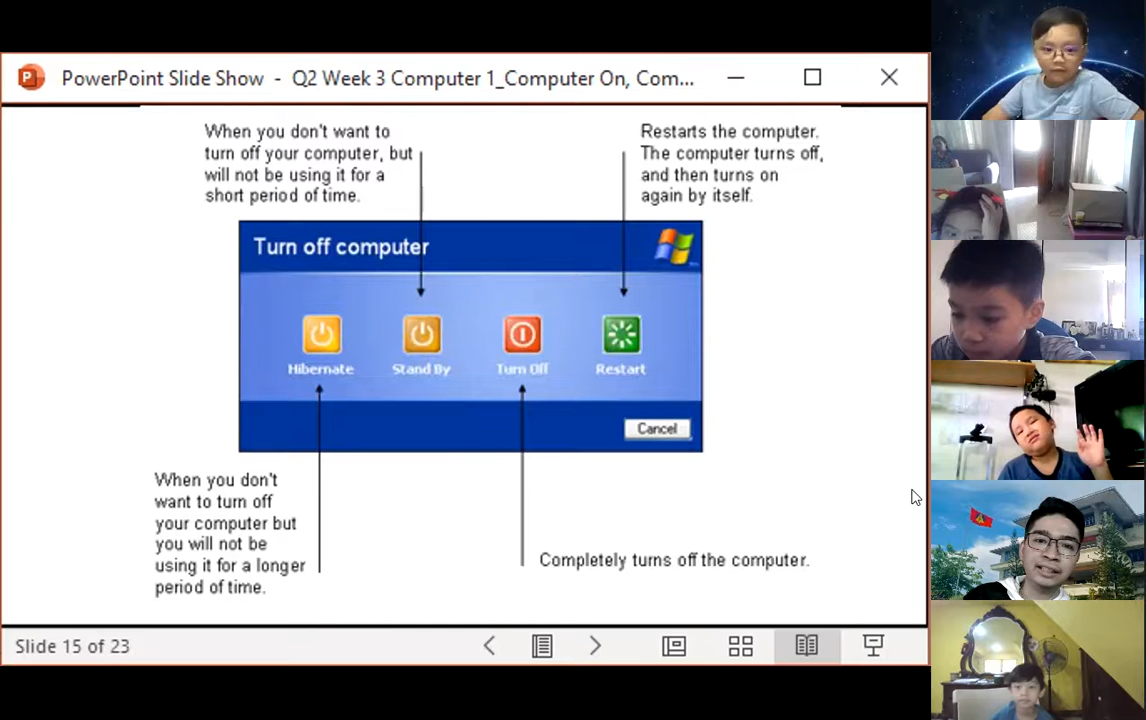 PowerPoint Slide Show - Q2 Week 3 Computer 1_Computer On, Com...
When you don't want to
turn off your computer, but
will not be using it for a
short period of time.
Restarts the computer.
The computer turns off,
and then turns on
again by itself.
Turn off computer
Hibernate
Stand By
Turn Off
Restart
Cancel
When you don't
want to turn off
your computer but
you will not be
using it for a longer
period of time.
Completely turns off the computer.
Slide 15 of 23